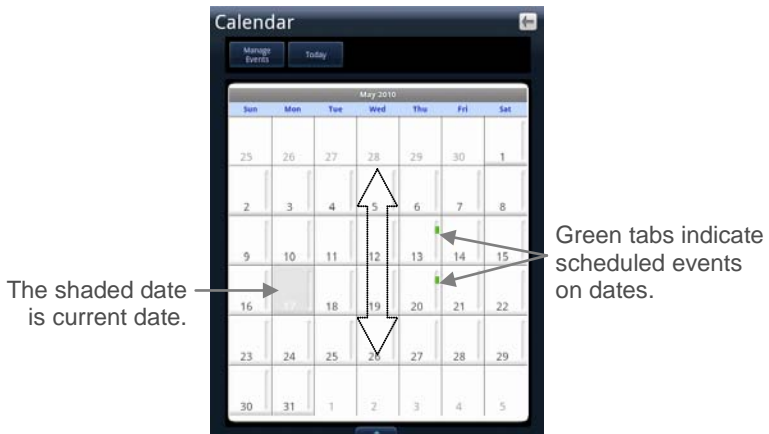 Calendar
Manage
Events
Today
May 2010
Sun Mon Tue Wed Thu Fri Sat
25 26 27 28 29 30 1
2 3 4 5 6 7 8
9 10 11 12 13 14 15
16 17 18 19 20 21 22
23 24 25 26 27 28 29
30 31 1 2 3 4 5
The shaded date
is current date.
Green tabs indicate
scheduled events
on dates.